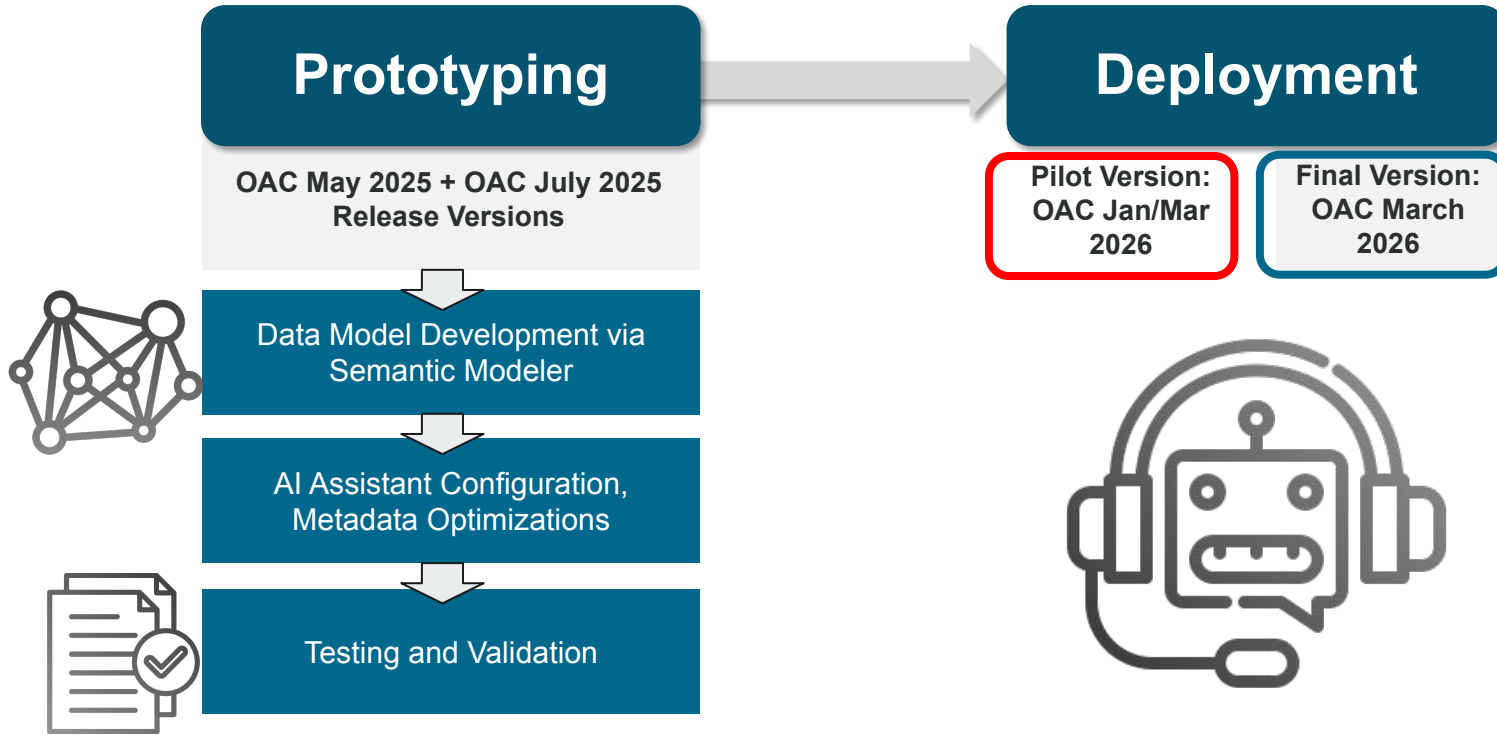 Prototyping
Deployment
OAC May 2025 + OAC July 2025
Release Versions
Pilot Version:
OAC Jan/Mar
2026
Final Version:
OAC March
2026
Data Model Development via
Semantic Modeler
AI Assistant Configuration,
Metadata Optimizations
Testing and Validation